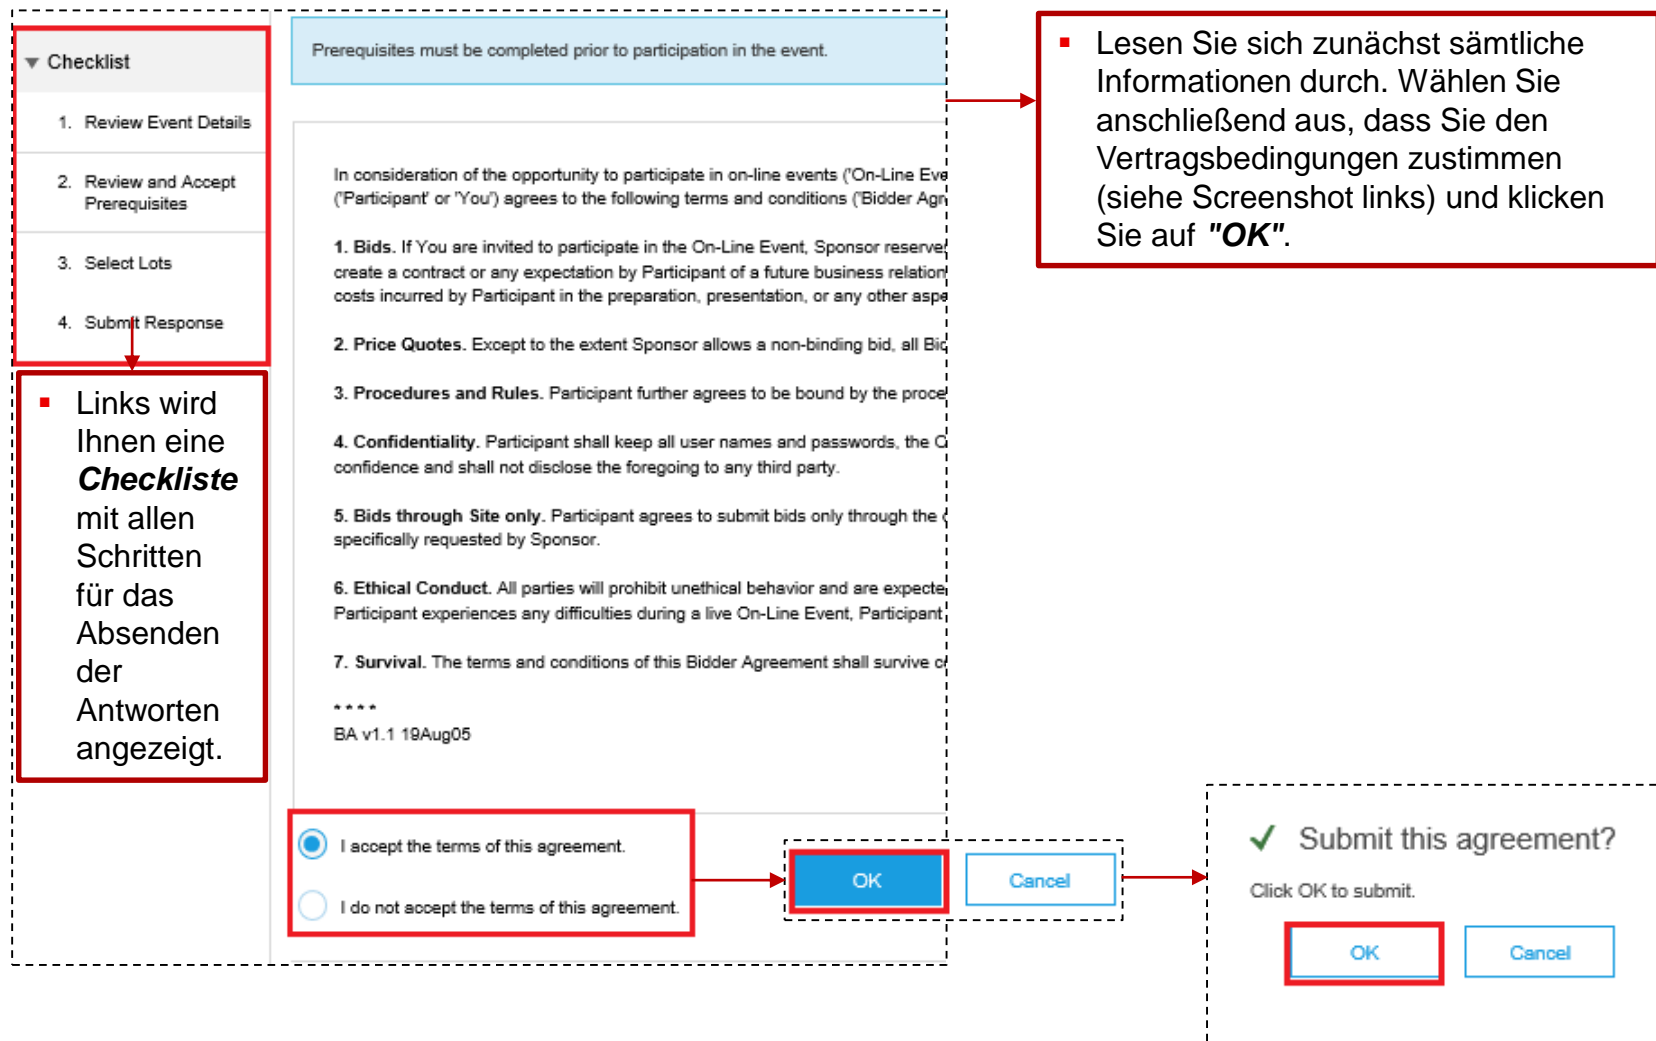 Checklist
1. Review Event Details
2. Review and Accept
Prerequisites
3. Select Lots
4. Submit Response
▪ Links wird
Ihnen eine
Checkliste
mit allen
Schritten
für das
Absenden
der
Antworten
angezeigt.
Prerequisites must be completed prior to participation in the event.
In consideration of the opportunity to participate in on-line events ('On-Line Eve
('Participant' or 'You') agrees to the following terms and conditions ('Bidder Agr
1. Bids. If You are invited to participate in the On-Line Event, Sponsor reserve
create a contract or any expectation by Participant of a future business relation
costs incurred by Participant in the preparation, presentation, or any other aspe
2. Price Quotes. Except to the extent Sponsor allows a non-binding bid, all Bid
3. Procedures and Rules. Participant further agrees to be bound by the proce
4. Confidentiality. Participant shall keep all user names and passwords, the
confidence and shall not disclose the foregoing to any third party.
5. Bids through Site only. Participant agrees to submit bids only through the
specifically requested by Sponsor.
6. Ethical Conduct. All parties will prohibit unethical behavior and are expecte
Participant experiences any difficulties during a live On-Line Event, Participant
7. Survival. The terms and conditions of this Bidder Agreement shall survive
* * * *
BA v1.1 19Aug05
I accept the terms of this agreement.
I do not accept the terms of this agreement.
OK Cancel
▪ Lesen Sie sich zunächst sämtliche
Informationen durch. Wählen Sie
anschließend aus, dass Sie den
Vertragsbedingungen zustimmen
(siehe Screenshot links) und klicken
Sie auf "OK".
✓ Submit this agreement?
Click OK to submit.
OK Cancel